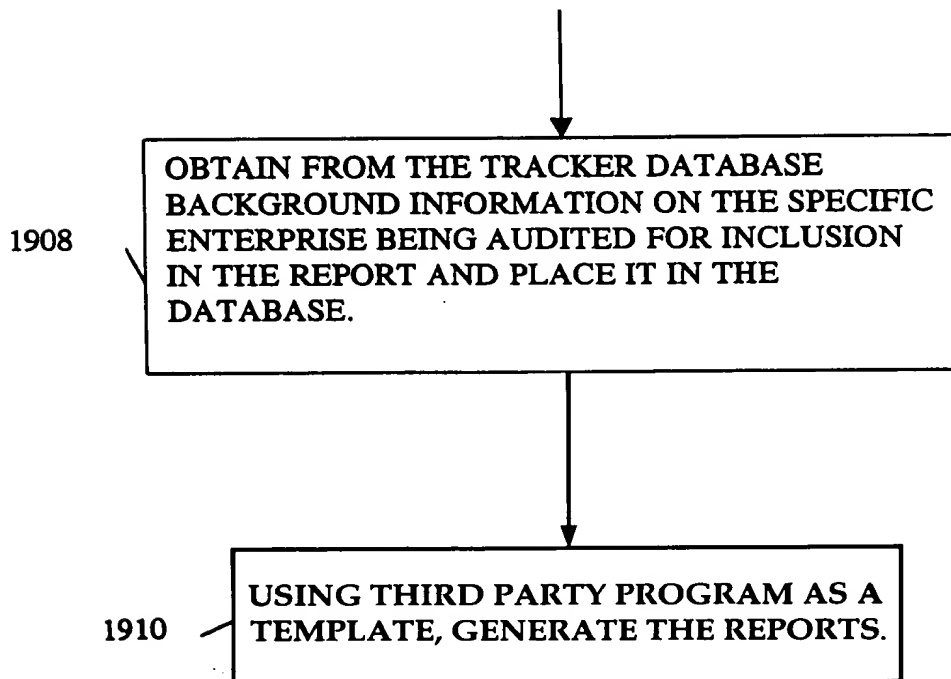 OBTAIN FROM THE TRACKER DATABASE
BACKGROUND INFORMATION ON THE SPECIFIC
ENTERPRISE BEING AUDITED FOR INCLUSION
IN THE REPORT AND PLACE IT IN THE
DATABASE.
1908
USING THIRD PARTY PROGRAM AS A
TEMPLATE, GENERATE THE REPORTS.
1910